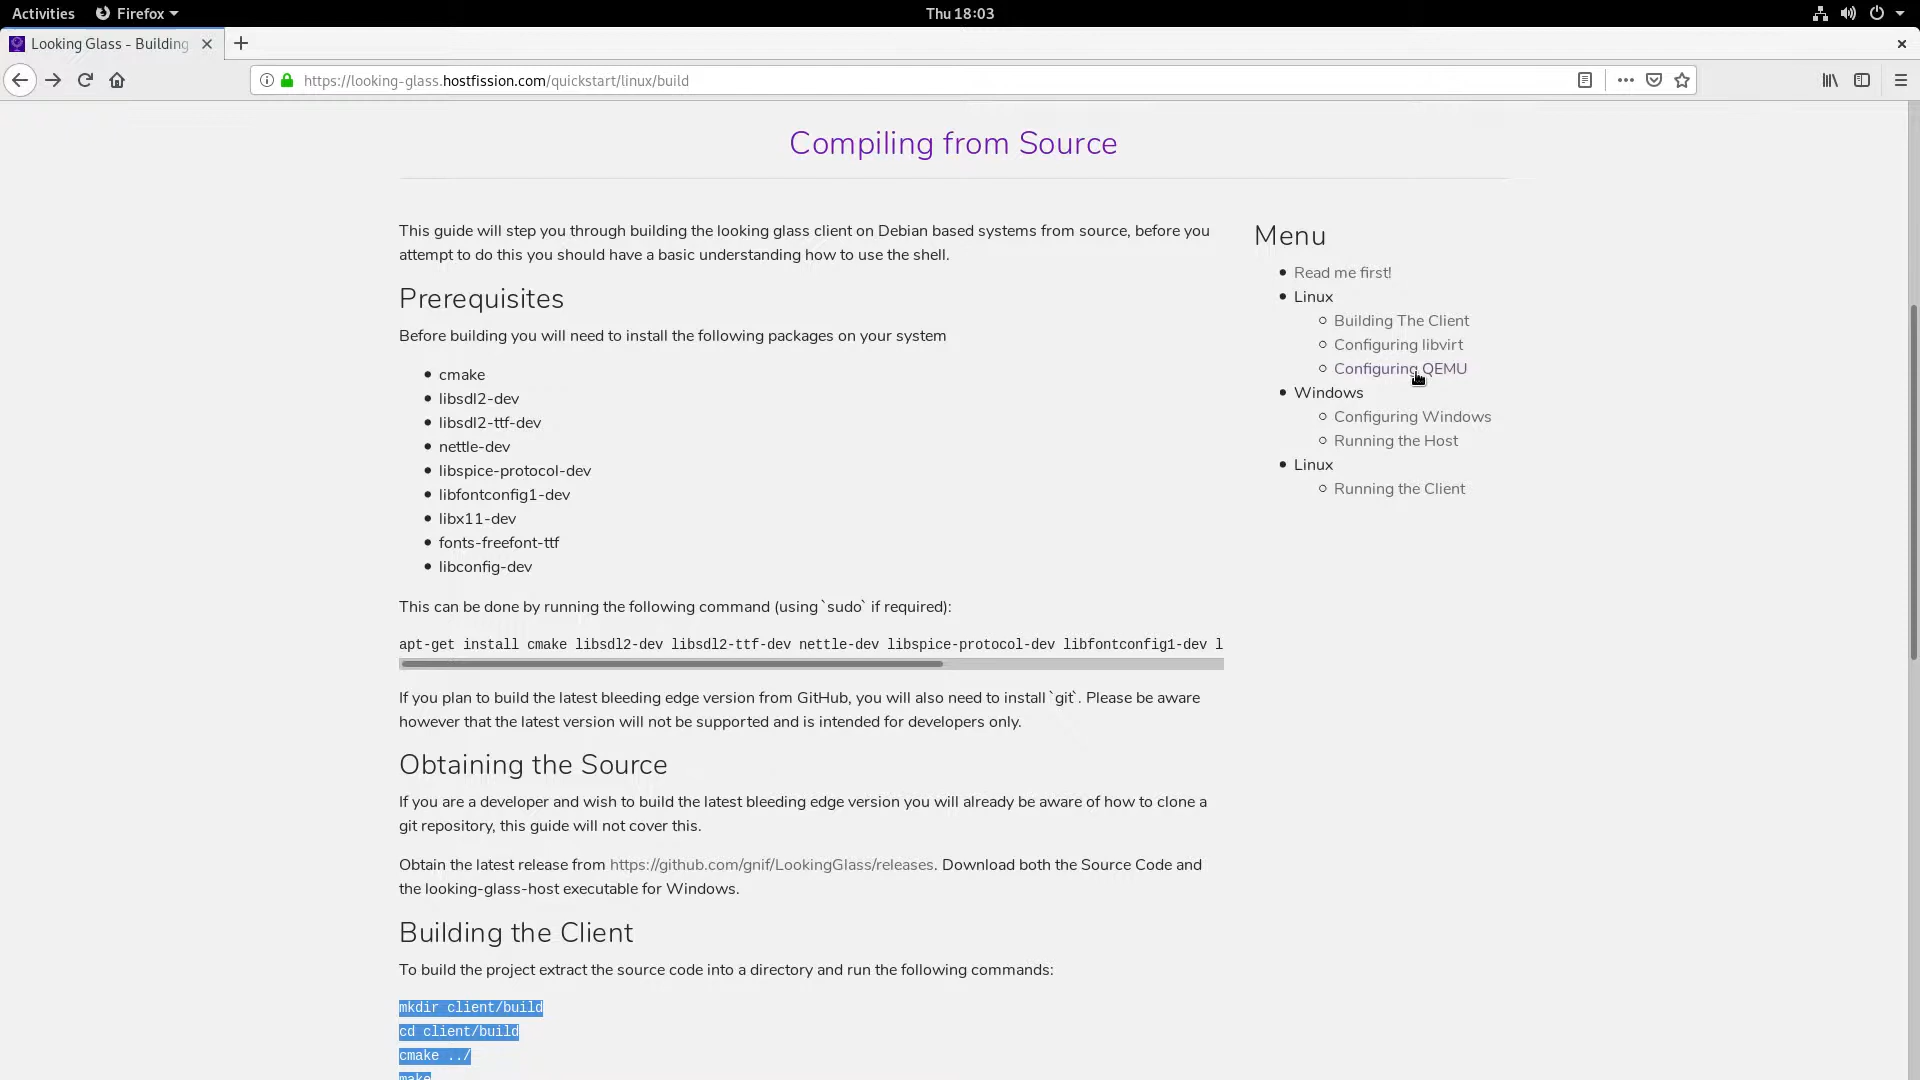 Activities
Firefox
Thu 18:03
Looking Glass - Building
https://looking-glass.hostfission.com/quickstart/linux/build
Compiling from Source
This guide will step you through building the looking glass client on Debian based systems from source, before you
attempt to do this you should have a basic understanding how to use the shell.
Prerequisites
Before building you will need to install the following packages on your system
cmake
libsdl2-dev
libsdl2-ttf-dev
nettle-dev
libspice-protocol-dev
libfontconfig1-dev
libx11-dev
fonts-freefont-ttf
libconfig-dev
This can be done by running the following command (using `sudo` if required):
apt-get install cmake libsdl2-dev libsdl2-ttf-dev nettle-dev libspice-protocol-dev libfontconfig1-dev l
If you plan to build the latest bleeding edge version from GitHub, you will also need to install `git`. Please be aware
however that the latest version will not be supported and is intended for developers only.
Obtaining the Source
If you are a developer and wish to build the latest bleeding edge version you will already be aware of how to clone a
git repository, this guide will not cover this.
Obtain the latest release from https://github.com/gnif/LookingGlass/releases. Download both the Source Code and
the looking-glass-host executable for Windows.
Building the Client
To build the project extract the source code into a directory and run the following commands:
mkdir client/build
cd client/build
cmake ../
make
Menu
Read me first!
Linux
Building The Client
Configuring libvirt
Configuring QEMU
Windows
Configuring Windows
Running the Host
Linux
Running the Client